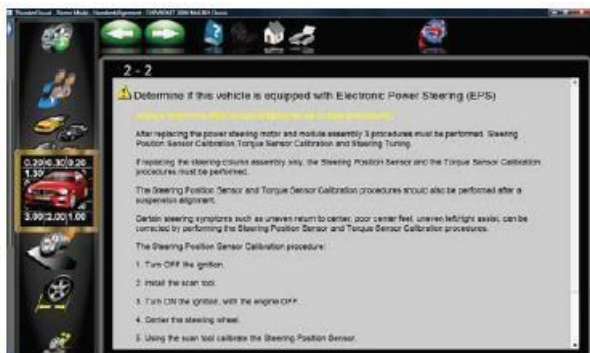 CHEVROLET
2 - 2
Determine if this vehicle is equipped with Electronic Power Steering (EPS)
After replacing the power steering motor and module assembly 3 procedures must be performed, Steering
Position Sensor Calibration, Torque Sensor Calibration and Steering Tuning.
If replacing the steering column assembly only, the Steering Position Sensor and the Torque Sensor Calibration
procedures must be performed.
The Steering Position Sensor and Torque Sensor Calibration procedures should also be performed after a
suspension alignment.
Certain steering symptoms such as uneven return to center, poor center feel, uneven left/right assist, can be
corrected by performing the Steering Position Sensor and Torque Sensor Calibration procedures.
The Steering Position Sensor Calibration procedure:
1. Turn OFF the ignition.
2. Install the scan tool.
3. Turn ON the ignition, with the engine OFF.
4. Center the steering wheel.
5. Using the scan tool calibrate the Steering Position Sensor.
0.20 0.30 0.20
1.30
3.00 2.00 1.00